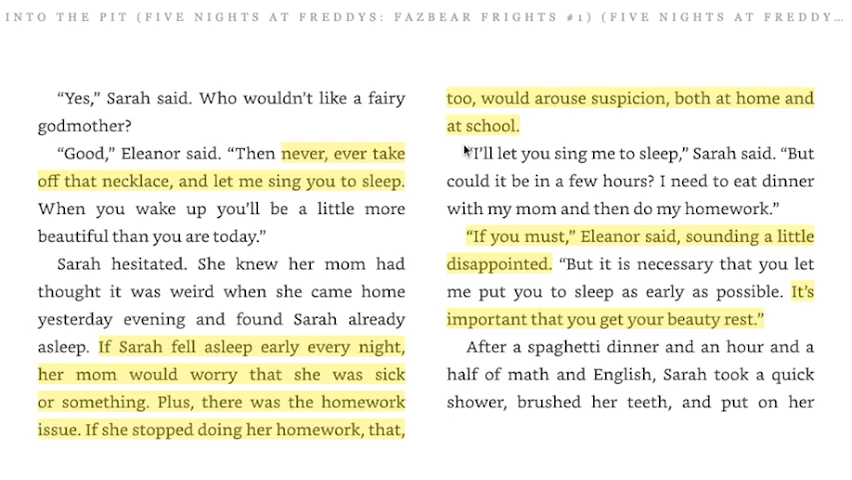 INTO THE PIT (FIVE NIGHTS AT FREDDYS: FAZBEAR FRIGHTS #1) (FIVE NIGHTS AT FREDDY…
“Yes,” Sarah said. Who wouldn’t like a fairy
godmother?
“Good,” Eleanor said. “Then never, ever take
off that necklace, and let me sing you to sleep.
When you wake up you’ll be a little more
beautiful than you are today.”
Sarah hesitated. She knew her mom had
thought it was weird when she came home
yesterday evening and found Sarah already
asleep. If Sarah fell asleep early every night,
her mom would worry that she was sick
or something. Plus, there was the homework
issue. If she stopped doing her homework, that,
too, would arouse suspicion, both at home and
at school.
“I’ll let you sing me to sleep,” Sarah said. “But
could it be in a few hours? I need to eat dinner
with my mom and then do my homework.”
“If you must,” Eleanor said, sounding a little
disappointed. “But it is necessary that you let
me put you to sleep as early as possible. It’s
important that you get your beauty rest.”
After a spaghetti dinner and an hour and a
half of math and English, Sarah took a quick
shower, brushed her teeth, and put on her